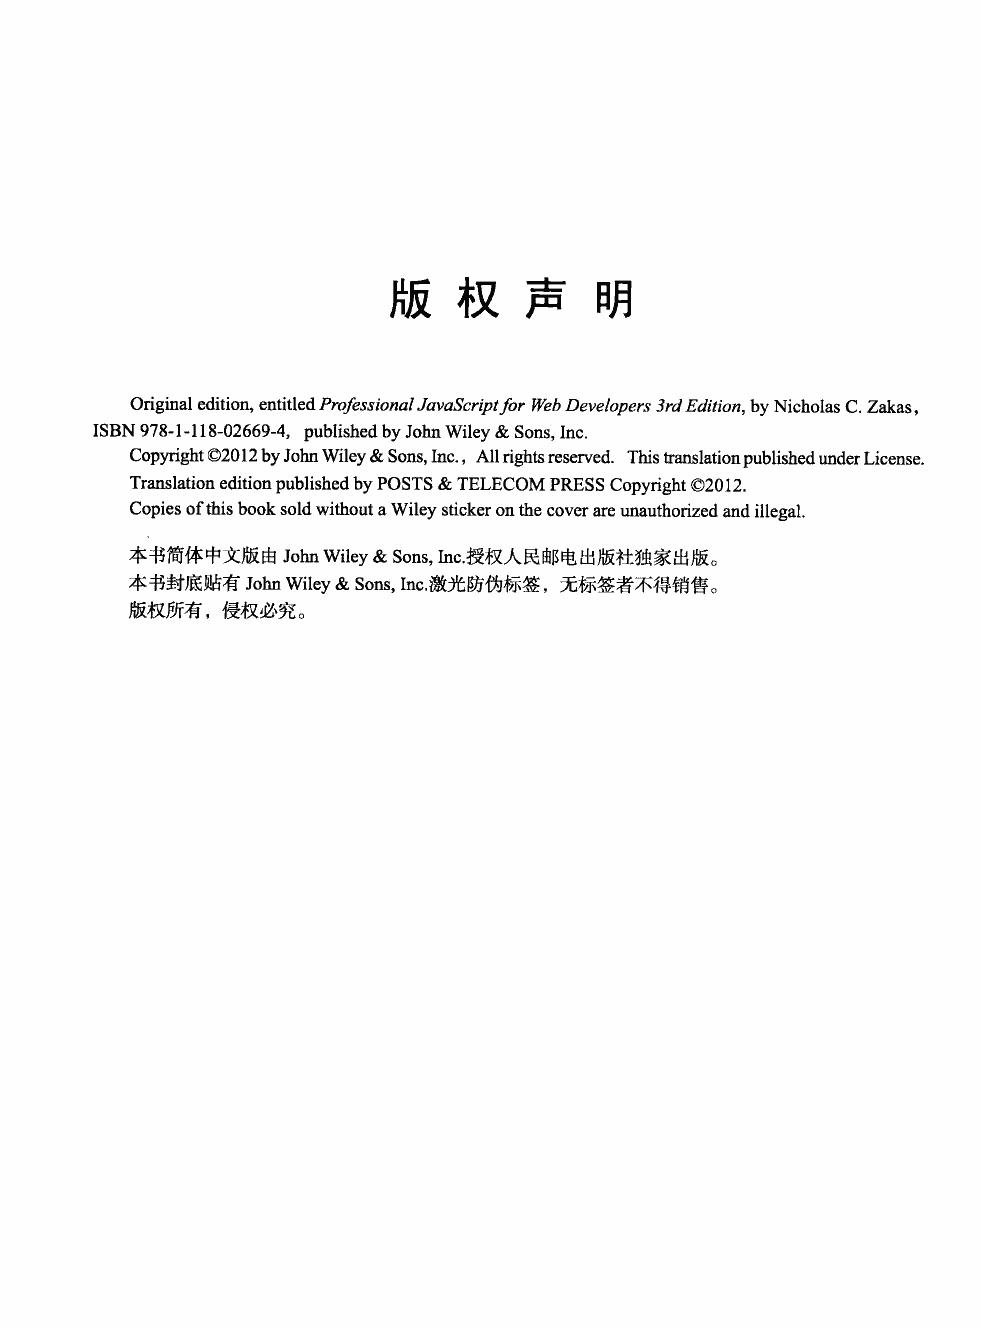 版权声明
Original edition, entitled Professional JavaScript for Web Developers 3rd Edition, by Nicholas C. Zakas,
ISBN 978-1-118-02669-4, published by John Wiley & Sons, Inc.
Copyright ©2012 by John Wiley & Sons, Inc., All rights reserved. This translation published under License.
Translation edition published by POSTS & TELECOM PRESS Copyright ©2012.
Copies of this book sold without a Wiley sticker on the cover are unauthorized and illegal.
本书简体中文版由 John Wiley & Sons, Inc.授权人民邮电出版社独家出版。
本书封底贴有 John Wiley & Sons, Inc.激光防伪标签，无标签者不得销售。
版权所有，侵权必究。